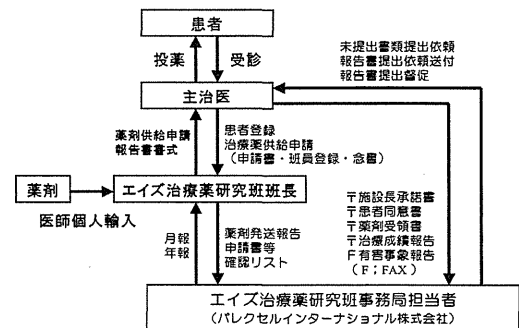 患者
投薬
受診
未提出書類提出依頼
報告書提出依頼送付
報告書提出督促
主治医
薬剤供給申請
報告書書式
患者登録
治療薬供給申請
(申請書・班員登録・念書)
薬剤
エイズ治療薬研究班班長
医師個人輸入
月報
年報
薬剤発送報告
申請書等
確認リスト
〒施設長承諾書
〒患者同意書
〒薬剤受領書
〒治療成績報告
F有害事象報告
(F;FAX)
エイズ治療薬研究班事務局担当者
(パレクセルインターナショナル株式会社)